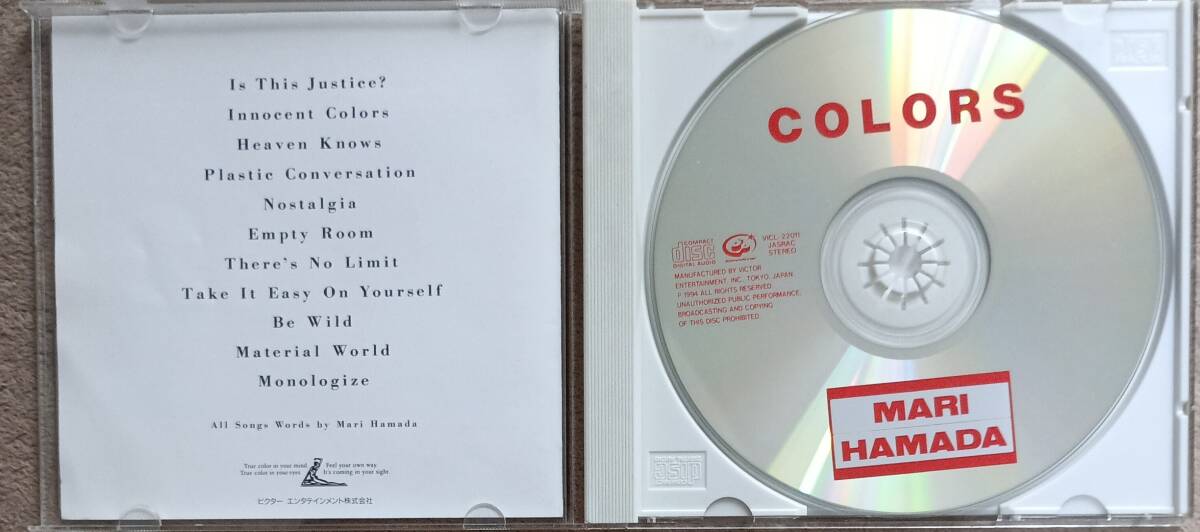 Is This Justice?
Innocent Colors
Heaven Knows
Plastic Conversation
Nostalgia
Empty Room
There's No Limit
Take It Easy On Yourself
Be Wild
Material World
Monologize
All Songs Words by Mari Hamada
True color in your mind. Feel your own way.
True color in your eyes. It's coming in your sight.
ビクター エンタテインメント株式会社
COLORS
COMPACT
disc
DIGITAL AUDIO
VICL-22011
JASRAC
STEREO
MANUFACTURED BY VICTOR
ENTERTAINMENT, INC., TOKYO, JAPAN.
℗ 1994 ALL RIGHTS RESERVED.
UNAUTHORIZED PUBLIC PERFORMANCE,
BROADCASTING AND COPYING
OF THIS DISC PROHIBITED.
MARI
HAMADA